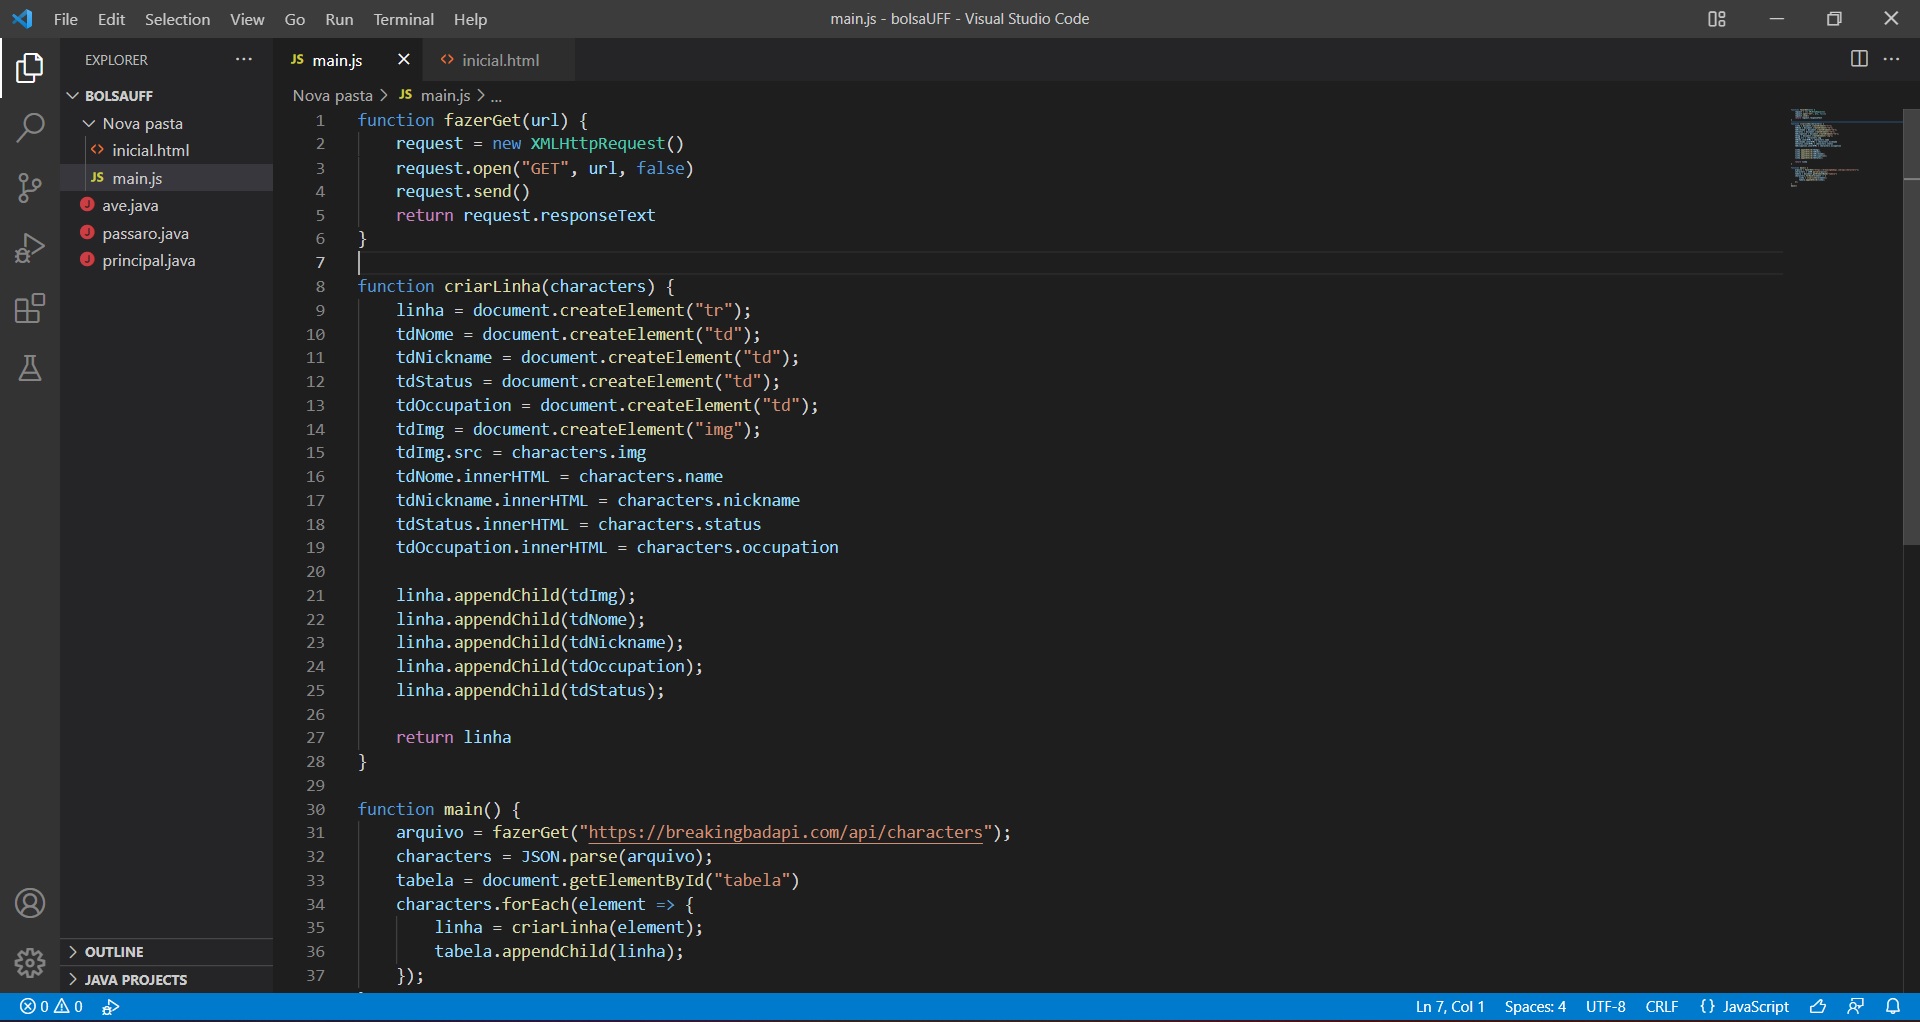 File Edit Selection View Go Run Terminal Help
main.js - bolsaUFF - Visual Studio Code
EXPLORER
BOLSAUFF
Nova pasta
<> inicial.html
JS main.js
J ave.java
J passaro.java
J principal.java
OUTLINE
JAVA PROJECTS
JS main.js
<> inicial.html
Nova pasta > JS main.js > ...
1 function fazerGet(url) {
2     request = new XMLHttpRequest()
3     request.open("GET", url, false)
4     request.send()
5     return request.responseText
6 }
7
8 function criarLinha(characters) {
9     linha = document.createElement("tr");
10     tdNome = document.createElement("td");
11     tdNickname = document.createElement("td");
12     tdStatus = document.createElement("td");
13     tdOccupation = document.createElement("td");
14     tdImg = document.createElement("img");
15     tdImg.src = characters.img
16     tdNome.innerHTML = characters.name
17     tdNickname.innerHTML = characters.nickname
18     tdStatus.innerHTML = characters.status
19     tdOccupation.innerHTML = characters.occupation
20
21     linha.appendChild(tdImg);
22     linha.appendChild(tdNome);
23     linha.appendChild(tdNickname);
24     linha.appendChild(tdOccupation);
25     linha.appendChild(tdStatus);
26
27     return linha
28 }
29
30 function main() {
31     arquivo = fazerGet("https://breakingbadapi.com/api/characters");
32     characters = JSON.parse(arquivo);
33     tabela = document.getElementById("tabela")
34     characters.forEach(element => {
35         linha = criarLinha(element);
36         tabela.appendChild(linha);
37     });
0 0
Ln 7, Col 1 Spaces: 4 UTF-8 CRLF {} JavaScript